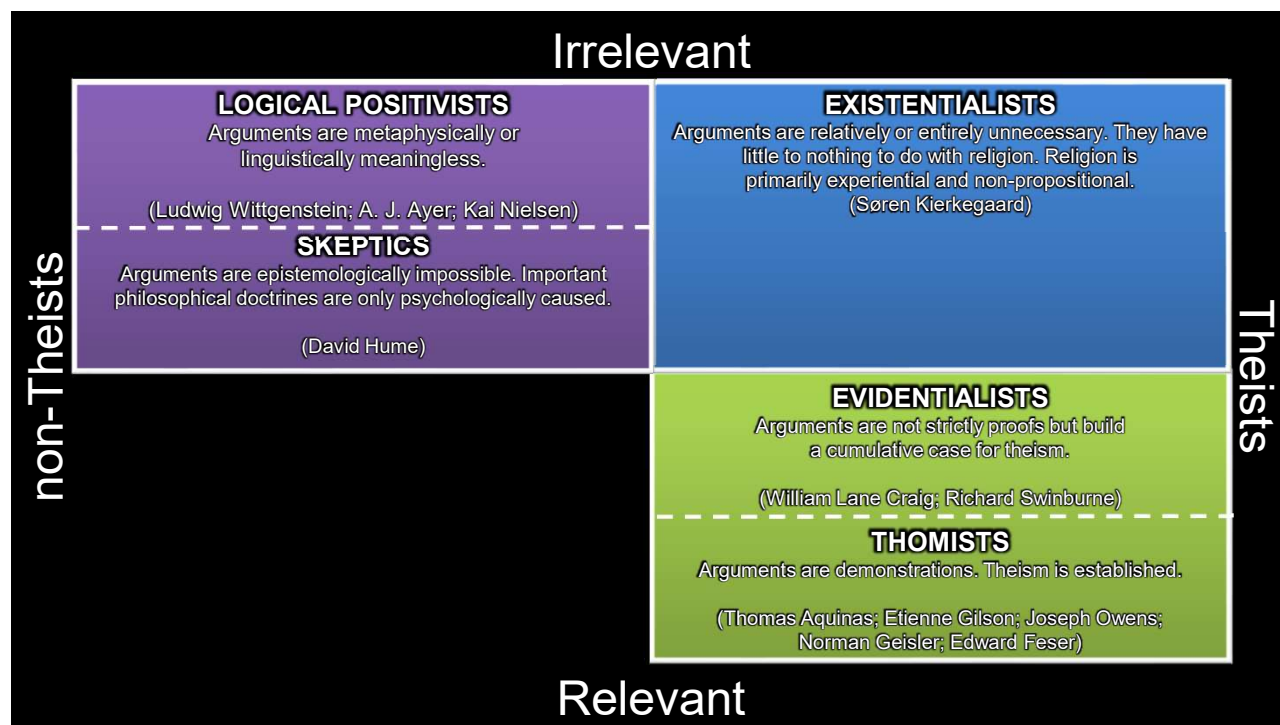 Irrelevant
LOGICAL POSITIVISTS
Arguments are metaphysically or
linguistically meaningless.
(Ludwig Wittgenstein; A. J. Ayer; Kai Nielsen)
SKEPTICS
Arguments are epistemologically impossible. Important
philosophical doctrines are only psychologically caused.
(David Hume)
EXISTENTIALISTS
Arguments are relatively or entirely unnecessary. They have
little to nothing to do with religion. Religion is
primarily experiential and non-propositional.
(Søren Kierkegaard)
non-Theists
Theists
EVIDENTIALISTS
Arguments are not strictly proofs but build
a cumulative case for theism.
(William Lane Craig; Richard Swinburne)
THOMISTS
Arguments are demonstrations. Theism is established.
(Thomas Aquinas; Etienne Gilson; Joseph Owens;
Norman Geisler; Edward Feser)
Relevant